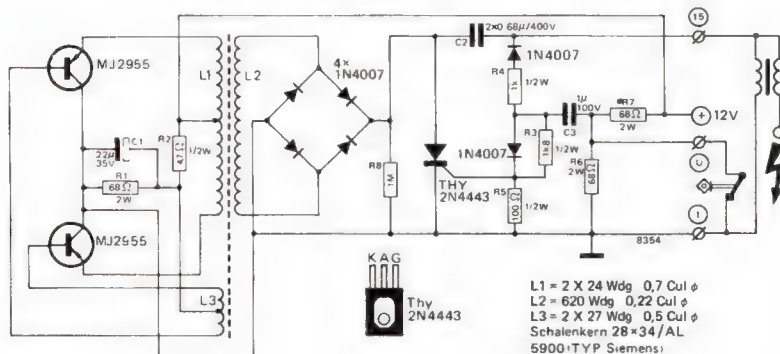 MJ2955
L1
L2
4×
1N4007
R2
47Ω
1/2W
C1
22µ
35V
R1
68Ω
2W
MJ2955
L3
R8
1M
C2
2×0.68µ/400V
1N4007
R4
1k
1/2W
1µ
100V
C3
R7
68Ω
2W
15
+
12V
R3
1k8
1/2W
1N4007
THY
2N4443
R5
100Ω
1/2W
R6
2W
68Ω
1
8354
K A G
Thy
2N4443
L1 = 2 X 24 Wdg 0,7 Cul φ
L2 = 620 Wdg 0,22 Cul φ
L3 = 2 X 27 Wdg 0,5 Cul φ
Schalenkern 28×34/AL
5900 (TYP Siemens)